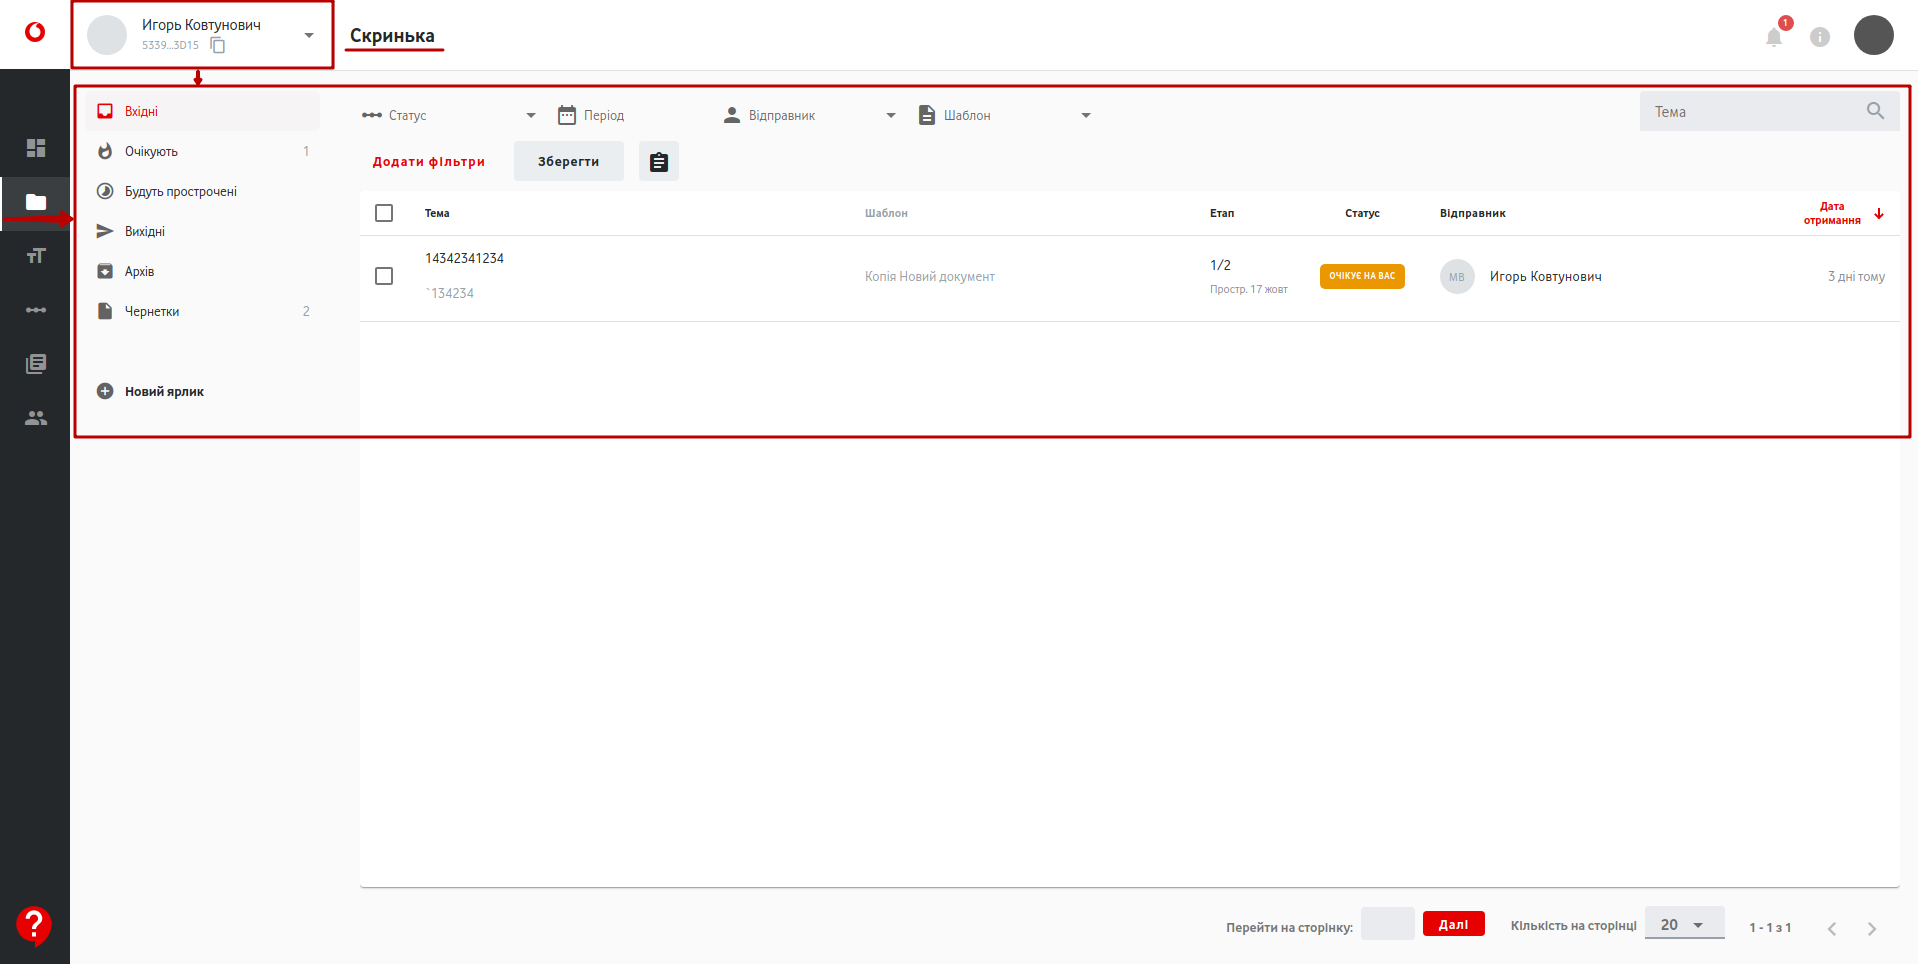 Игорь Ковтунович
5339...3D15
Скринька
1
Вхідні
Очікують 1
Будуть прострочені
Вихідні
Архів
Чернетки 2
Новий ярлик
Статус Період Відправник Шаблон Тема
Додати фільтри Зберегти
Тема Шаблон Етап Статус Відправник Дата
отримання
14342341234
`134234
Копія Новий документ
1/2
Простр. 17 жовт
ОЧІКУЄ НА ВАС
МВ Игорь Ковтунович
3 дні тому
Перейти на сторінку: Далі Кількість на сторінці 20 1 - 1 з 1